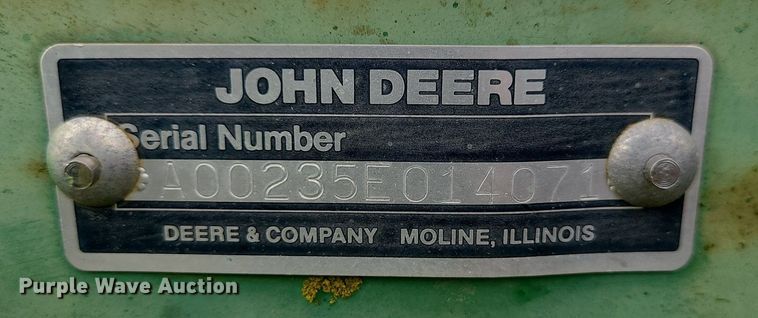 JOHN DEERE
Serial Number
*A00235E014071
DEERE & COMPANY MOLINE, ILLINOIS
Purple Wave Auction®